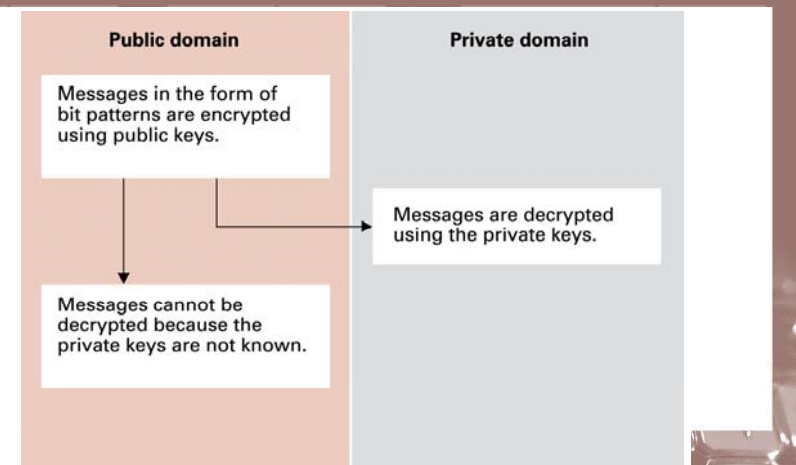 Public domain
Private domain
Messages in the form of
bit patterns are encrypted
using public keys.
Messages are decrypted
using the private keys.
Messages cannot be
decrypted because the
private keys are not known.